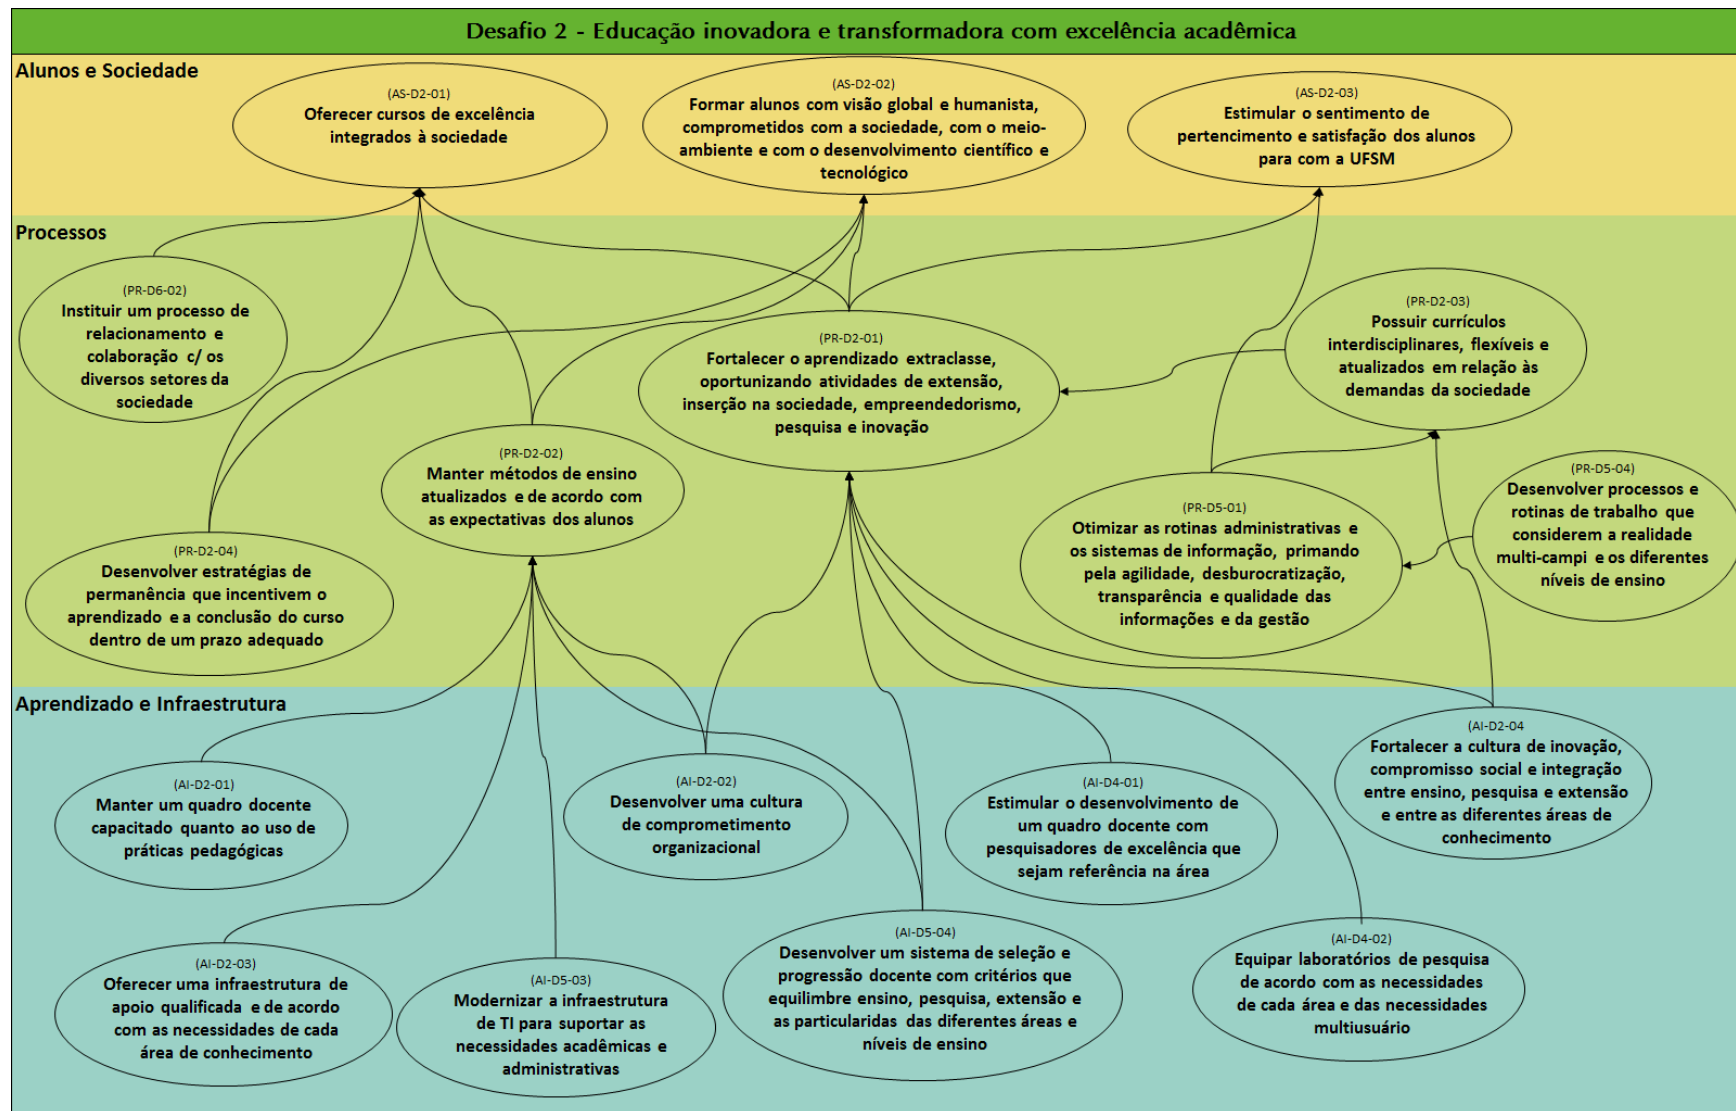 Desafio 2 - Educação inovadora e transformadora com excelência acadêmica
Alunos e Sociedade
(AS-D2-01)
Oferecer cursos de excelência
integrados à sociedade
(AS-D2-02)
Formar alunos com visão global e humanista,
comprometidos com a sociedade, com o meio-
ambiente e com o desenvolvimento científico e
tecnológico
(AS-D2-03)
Estimular o sentimento de
pertencimento e satisfação dos alunos
para com a UFSM
Processos
(PR-D6-02)
Instituir um processo de
relacionamento e
colaboração c/ os
diversos setores da
sociedade
(PR-D2-01)
Fortalecer o aprendizado extraclasse,
oportunizando atividades de extensão,
inserção na sociedade, empreendedorismo,
pesquisa e inovação
(PR-D2-03)
Possuir currículos
interdisciplinares, flexíveis e
atualizados em relação às
demandas da sociedade
(PR-D2-02)
Manter métodos de ensino
atualizados e de acordo com
as expectativas dos alunos
(PR-D5-01)
Otimizar as rotinas administrativas e
os sistemas de informação, primando
pela agilidade, desburocratização,
transparência e qualidade das
informações e da gestão
(PR-D5-04)
Desenvolver processos e
rotinas de trabalho que
considerem a realidade
multi-campi e os diferentes
níveis de ensino
(PR-D2-04)
Desenvolver estratégias de
permanência que incentivem o
aprendizado e a conclusão do curso
dentro de um prazo adequado
Aprendizado e Infraestrutura
(AI-D2-01)
Manter um quadro docente
capacitado quanto ao uso de
práticas pedagógicas
(AI-D2-02)
Desenvolver uma cultura
de comprometimento
organizacional
(AI-D4-01)
Estimular o desenvolvimento de
um quadro docente com
pesquisadores de excelência que
sejam referência na área
(AI-D2-04
Fortalecer a cultura de inovação,
compromisso social e integração
entre ensino, pesquisa e extensão
e entre as diferentes áreas de
conhecimento
(AI-D2-03)
Oferecer uma infraestrutura de
apoio qualificada e de acordo
com as necessidades de cada
área de conhecimento
(AI-D5-03)
Modernizar a infraestrutura
de TI para suportar as
necessidades acadêmicas e
administrativas
(AI-D5-04)
Desenvolver um sistema de seleção e
progressão docente com critérios que
equilimbre ensino, pesquisa, extensão e
as particularidas das diferentes áreas e
níveis de ensino
(AI-D4-02)
Equipar laboratórios de pesquisa
de acordo com as necessidades
de cada área e das necessidades
multiusuário